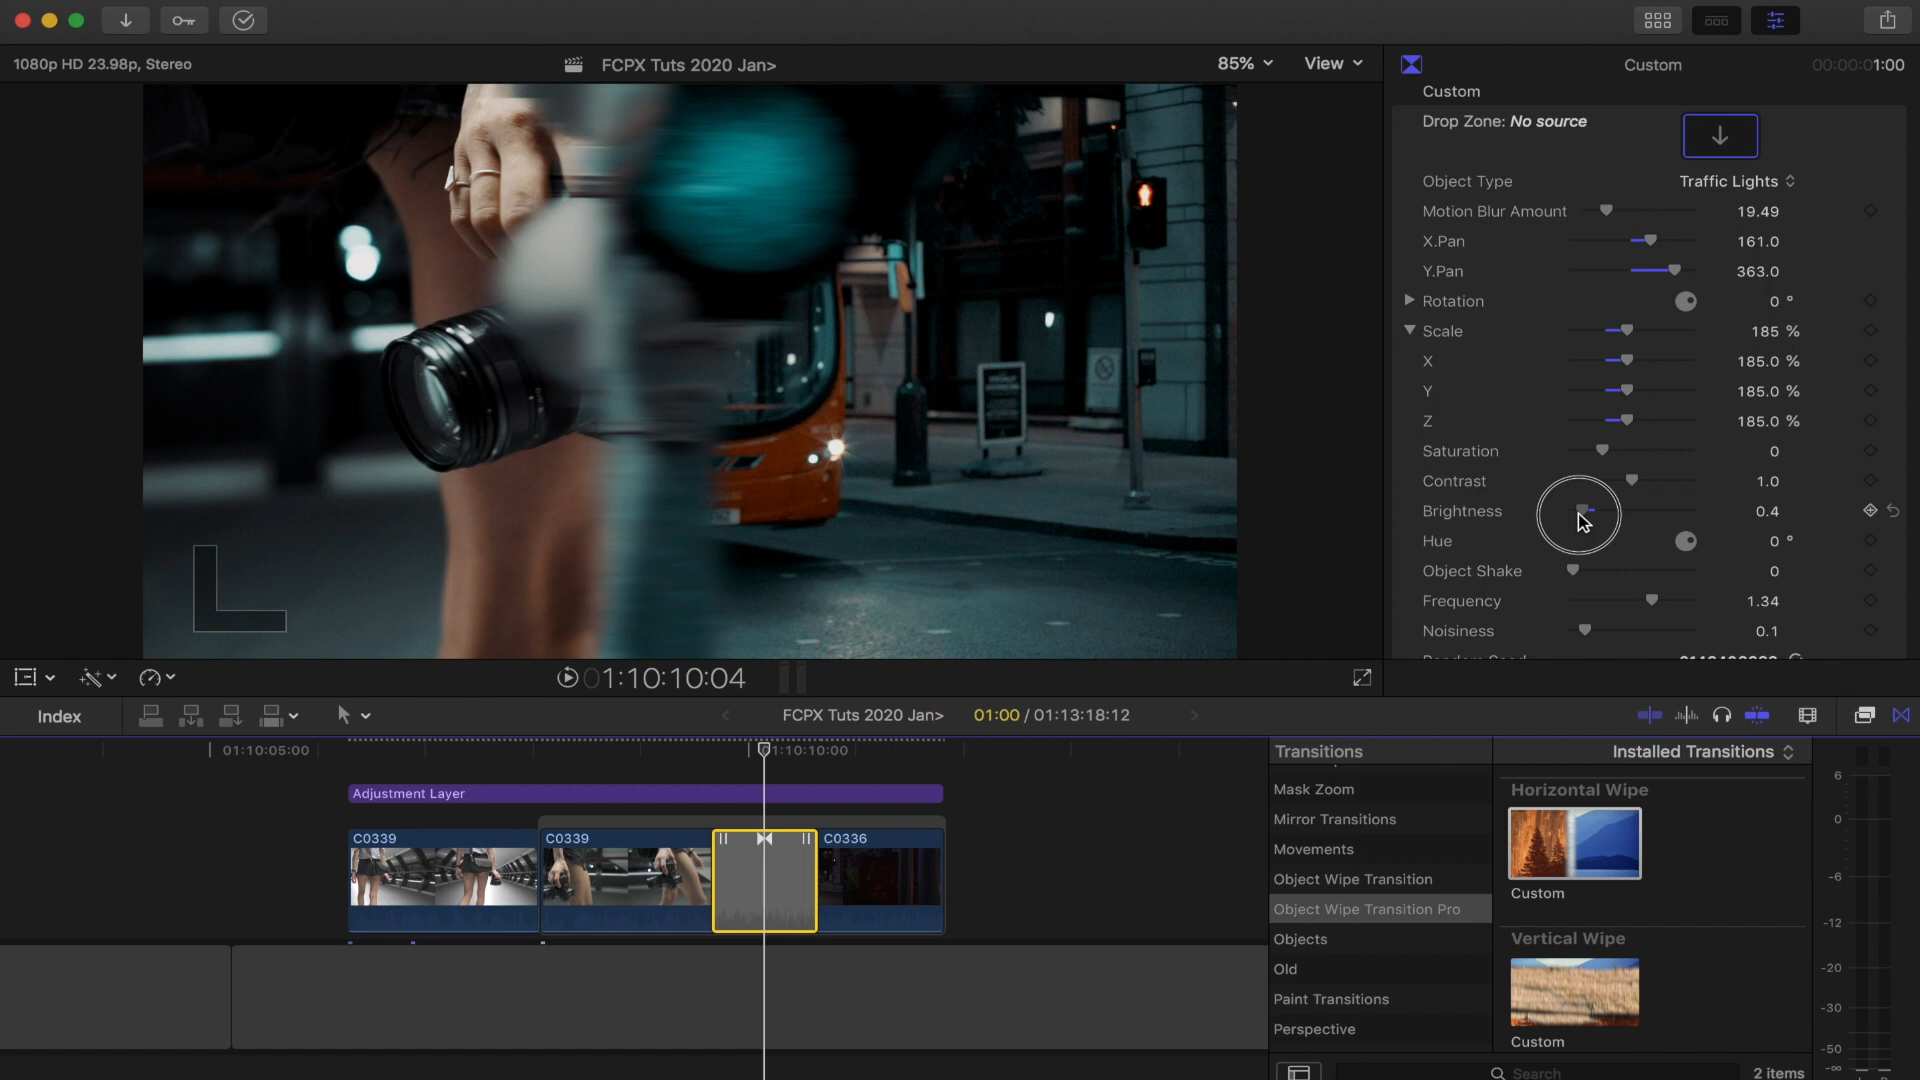 1080p HD 23.98p, Stereo
FCPX Tuts 2020 Jan>
85%
View
Custom
00:00:01:00
Custom
Drop Zone: No source
Object Type
Traffic Lights
Motion Blur Amount
19.49
X.Pan
161.0
Y.Pan
363.0
Rotation
0 °
Scale
185 %
X
185.0 %
Y
185.0 %
Z
185.0 %
Saturation
0
Contrast
1.0
Brightness
0.4
Hue
0 °
Object Shake
0
Frequency
1.34
Noisiness
0.1
01:10:10:04
Index
FCPX Tuts 2020 Jan>
01:00 / 01:13:18:12
01:10:05:00
01:10:10:00
Adjustment Layer
C0339
C0339
C0336
Transitions
Mask Zoom
Mirror Transitions
Movements
Object Wipe Transition
Object Wipe Transition Pro
Objects
Old
Paint Transitions
Perspective
Installed Transitions
Horizontal Wipe
Custom
Vertical Wipe
Custom
Search
2 items
6
0
-6
-12
-20
-30
-50
-∞